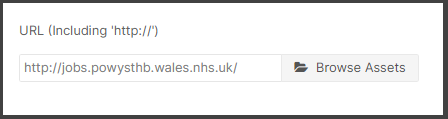 URL (Including 'http://')
http://jobs.powysthb.wales.nhs.uk/ Browse Assets